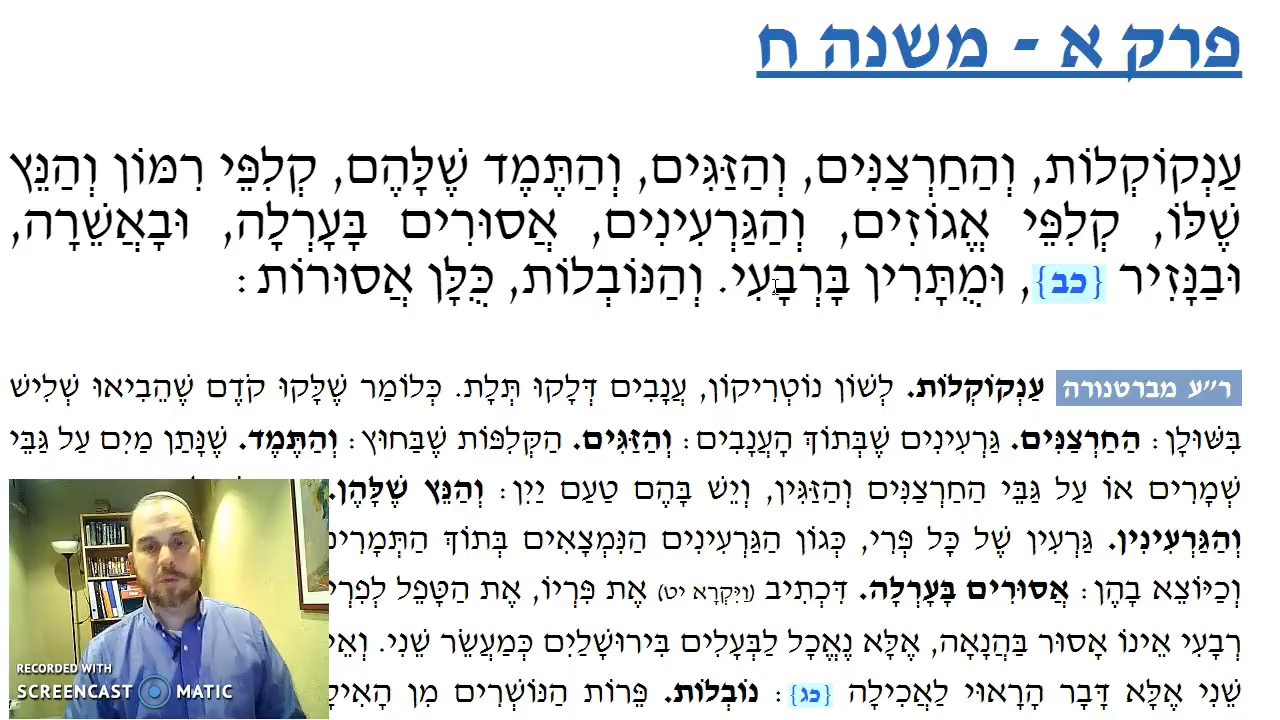 פרק א - משנה ח
עַנְקוֹקְלוֹת, וְהַחַרְצַנִּים, וְהַזַּגִּים, וְהַתֶּמֶד שֶׁלָּהֶם, קְלִפֵּי רִמּוֹן וְהַנֵּץ
שֶׁלּוֹ, קְלִפֵּי אֱגוֹזִים, וְהַגַּרְעִינִים, אֲסוּרִים בָּעָרְלָה, וּבָאֲשֵׁרָה,
וּבַנָּזִיר {כב}, וּמֻתָּרִין בָּרְבָעִי. וְהַנּוֹבְלוֹת, כֻּלָּן אֲסוּרוֹת:
ר״ע מברטנורה עַנְקוֹקְלוֹת. לְשׁוֹן נוֹטְרִיקוֹן, עֲנָבִים דְּלָקוּ תְּלָת. כְּלוֹמַר שֶׁלָּקוּ קֹדֶם שֶׁהֵבִיאוּ שְׁלִישׁ
בִּשּׁוּלָן: הַחַרְצַנִּים. גַּרְעִינִים שֶׁבְּתוֹךְ הָעֲנָבִים: וְהַזַּגִּים. הַקְּלִפּוֹת שֶׁבַּחוּץ: וְהַתֶּמֶד. שֶׁנָּתַן מַיִם עַל גַּבֵּי
שְׁמָרִים אוֹ עַל גַּבֵּי הַחַרְצַנִּים וְהַזַּגִּין, וְיֵשׁ בָּהֶם טַעַם יַיִן: וְהַנֵּץ שֶׁלָּהֶן.
וְהַגַּרְעִינִין. גַּרְעִין שֶׁל כָּל פְּרִי, כְּגוֹן הַגַּרְעִינִים הַנִּמְצָאִים בְּתוֹךְ הַתְּמָרִים
וְכַיּוֹצֵא בָהֶן: אֲסוּרִים בָּעָרְלָה. דִּכְתִיב (וַיִּקְרָא יט) אֶת פִּרְיוֹ, אֶת הַטָּפֵל לְפִרְי
רְבָעִי אֵינוֹ אָסוּר בַּהֲנָאָה, אֶלָּא נֶאֱכָל לַבְּעָלִים בִּירוּשָׁלַיִם כְּמַעֲשֵׂר שֵׁנִי. וְאֵי
שֵׁנִי אֶלָּא דָּבָר הָרָאוּי לַאֲכִילָה {כג}: נוֹבְלוֹת. פֵּרוֹת הַנּוֹשְׁרִים מִן הָאִילָ
RECORDED WITH
SCREENCAST MATIC